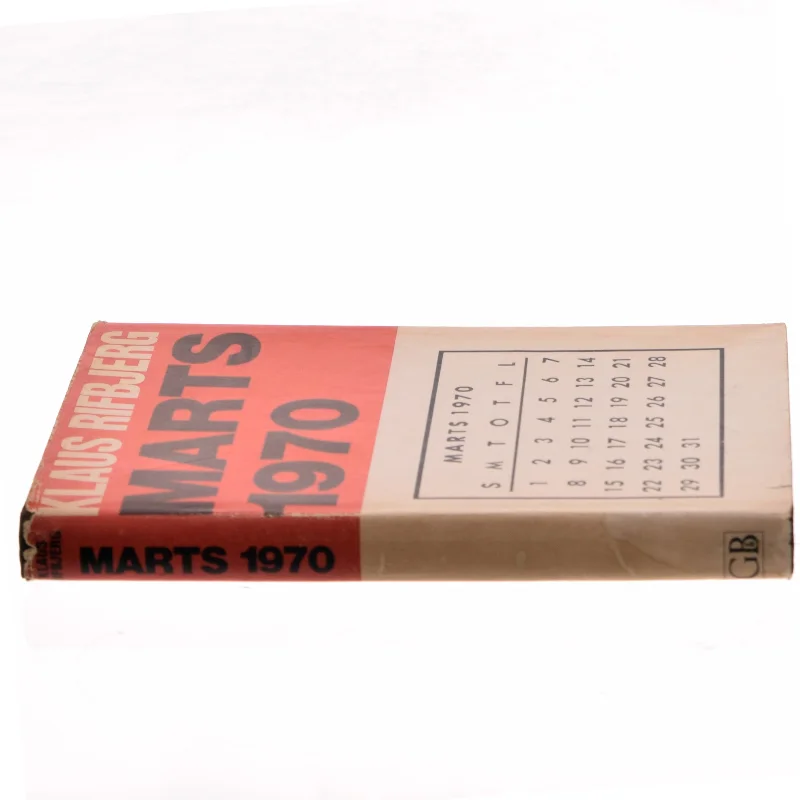 KLAUS RIFBJERG
MARTS
1970
MARTS 1970
S M T O T F L
1 2 3 4 5 6 7
8 9 10 11 12 13 14
15 16 17 18 19 20 21
22 23 24 25 26 27 28
29 30 31
KLAUS
RIFBJERG
MARTS 1970
GB